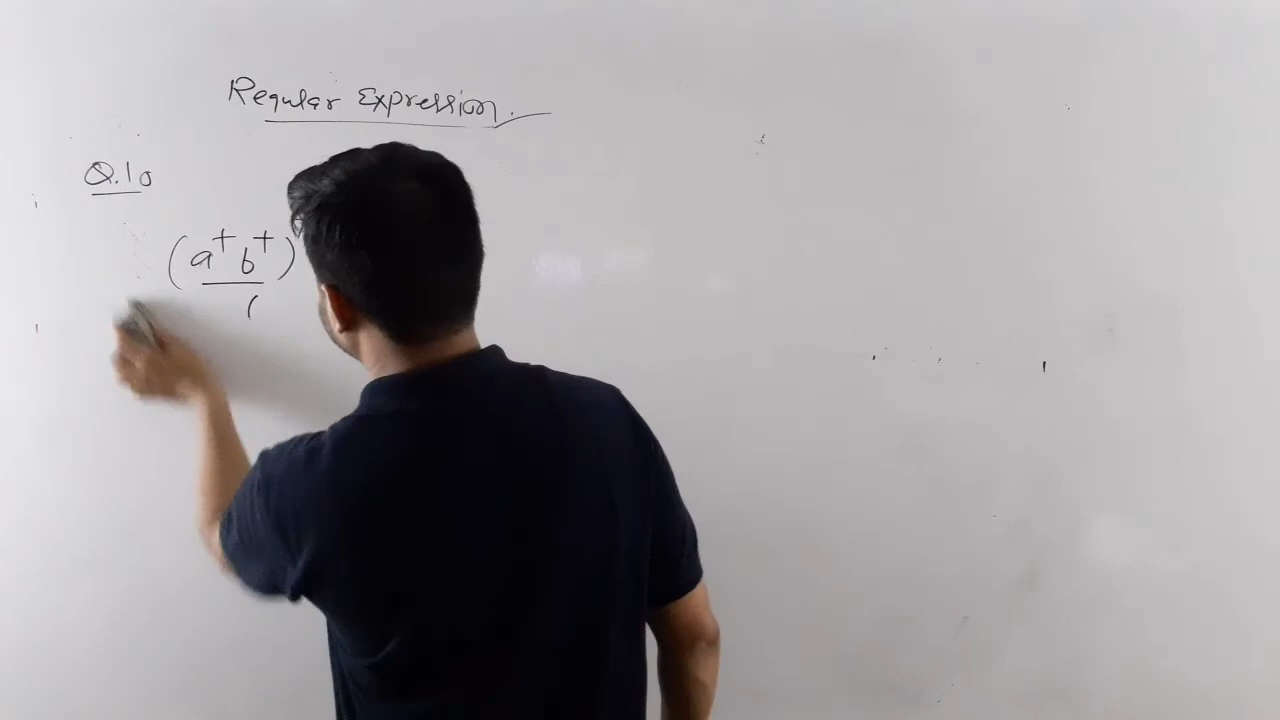 Regular Expression.
Q.10
(a⁺ b⁺)
(